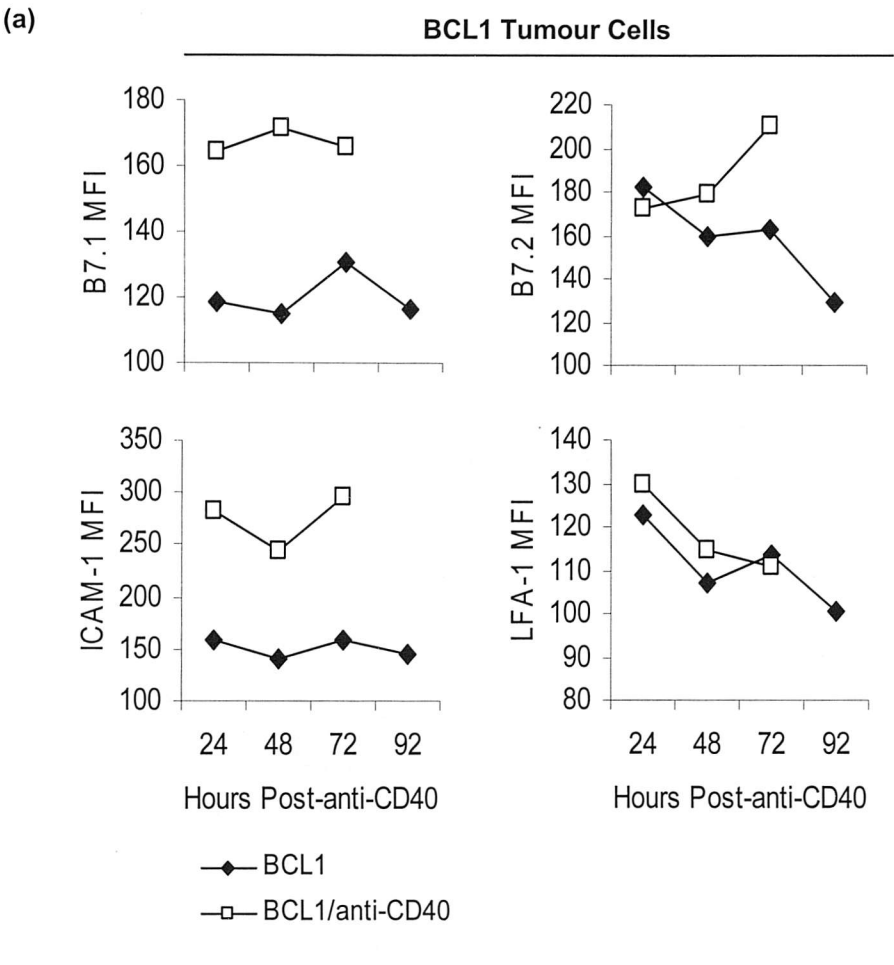 (a)
BCL1 Tumour Cells
B7.1 MFI
180
160
140
120
100
B7.2 MFI
220
200
180
160
140
120
100
ICAM-1 MFI
350
300
250
200
150
100
24 48 72 92
Hours Post-anti-CD40
LFA-1 MFI
140
130
120
110
100
90
80
24 48 72 92
Hours Post-anti-CD40
BCL1
BCL1/anti-CD40